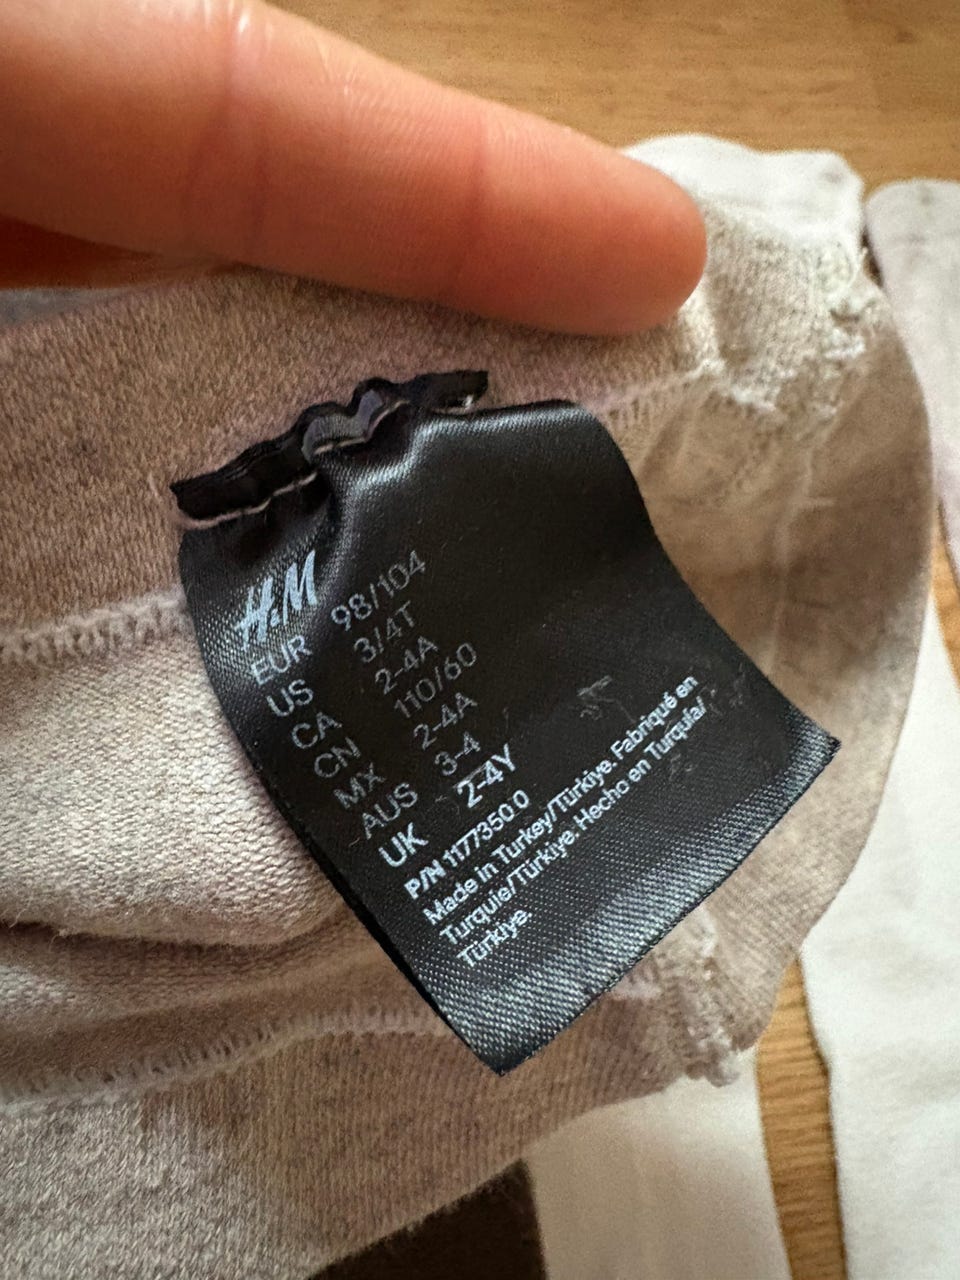 H&M
EUR 98/104
US 3/4T
CA 2-4A
CN 110/60
MX 2-4A
AUS 3-4
UK 2-4Y
P/N 1177350.0
Made in Turkey/Türkiye. Fabriqué en
Turquie/Türkiye. Hecho en Turquía/
Türkiye.